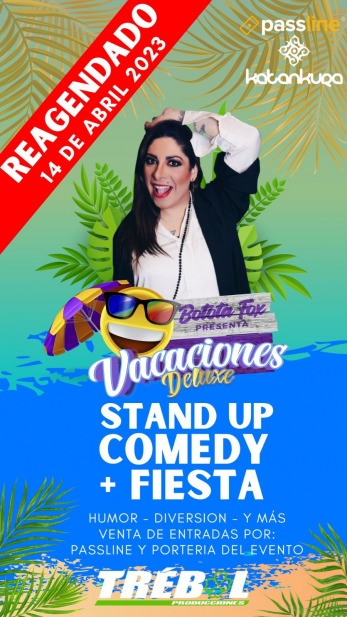 REAGENDADO
14 DE ABRIL 2023
passline
Katankura
Botota Fox
PRESENTA
Vacaciones
Deluxe
STAND UP
COMEDY
+ FIESTA
HUMOR - DIVERSION - Y MÁS
VENTA DE ENTRADAS POR:
PASSLINE Y PORTERIA DEL EVENTO
TRÉBOL
PRODUCCIONES